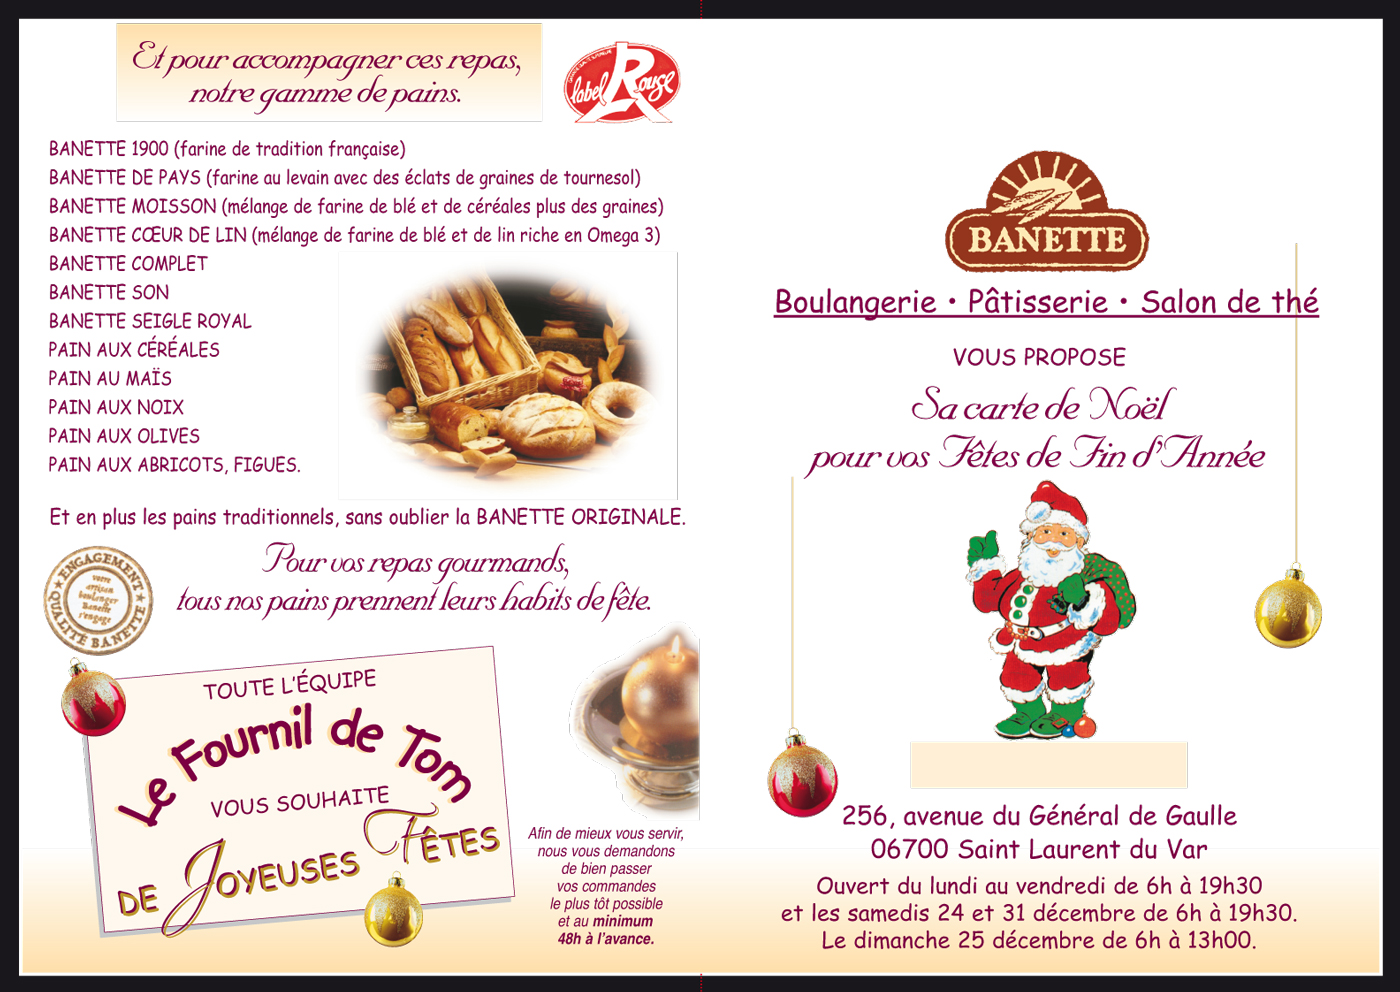 Et pour accompagner ces repas,
notre gamme de pains.
label Rouge
BANETTE 1900 (farine de tradition française)
BANETTE DE PAYS (farine au levain avec des éclats de graines de tournesol)
BANETTE MOISSON (mélange de farine de blé et de céréales plus des graines)
BANETTE CŒUR DE LIN (mélange de farine de blé et de lin riche en Omega 3)
BANETTE COMPLET
BANETTE SON
BANETTE SEIGLE ROYAL
PAIN AUX CÉRÉALES
PAIN AU MAÏS
PAIN AUX NOIX
PAIN AUX OLIVES
PAIN AUX ABRICOTS, FIGUES.
Et en plus les pains traditionnels, sans oublier la BANETTE ORIGINALE.
Pour vos repas gourmands,
tous nos pains prennent leurs habits de fête.
ENGAGEMENT
QUALITÉ BANETTE
votre
artisan
boulanger
Banette
s'engage
TOUTE L'ÉQUIPE
Le Fournil de Tom
VOUS SOUHAITE
DE JOYEUSES FÊTES
Afin de mieux vous servir,
nous vous demandons
de bien passer
vos commandes
le plus tôt possible
et au minimum
48h à l'avance.
BANETTE
Boulangerie • Pâtisserie • Salon de thé
VOUS PROPOSE
Sa carte de Noël
pour vos Fêtes de Fin d'Année
256, avenue du Général de Gaulle
06700 Saint Laurent du Var
Ouvert du lundi au vendredi de 6h à 19h30
et les samedis 24 et 31 décembre de 6h à 19h30.
Le dimanche 25 décembre de 6h à 13h00.